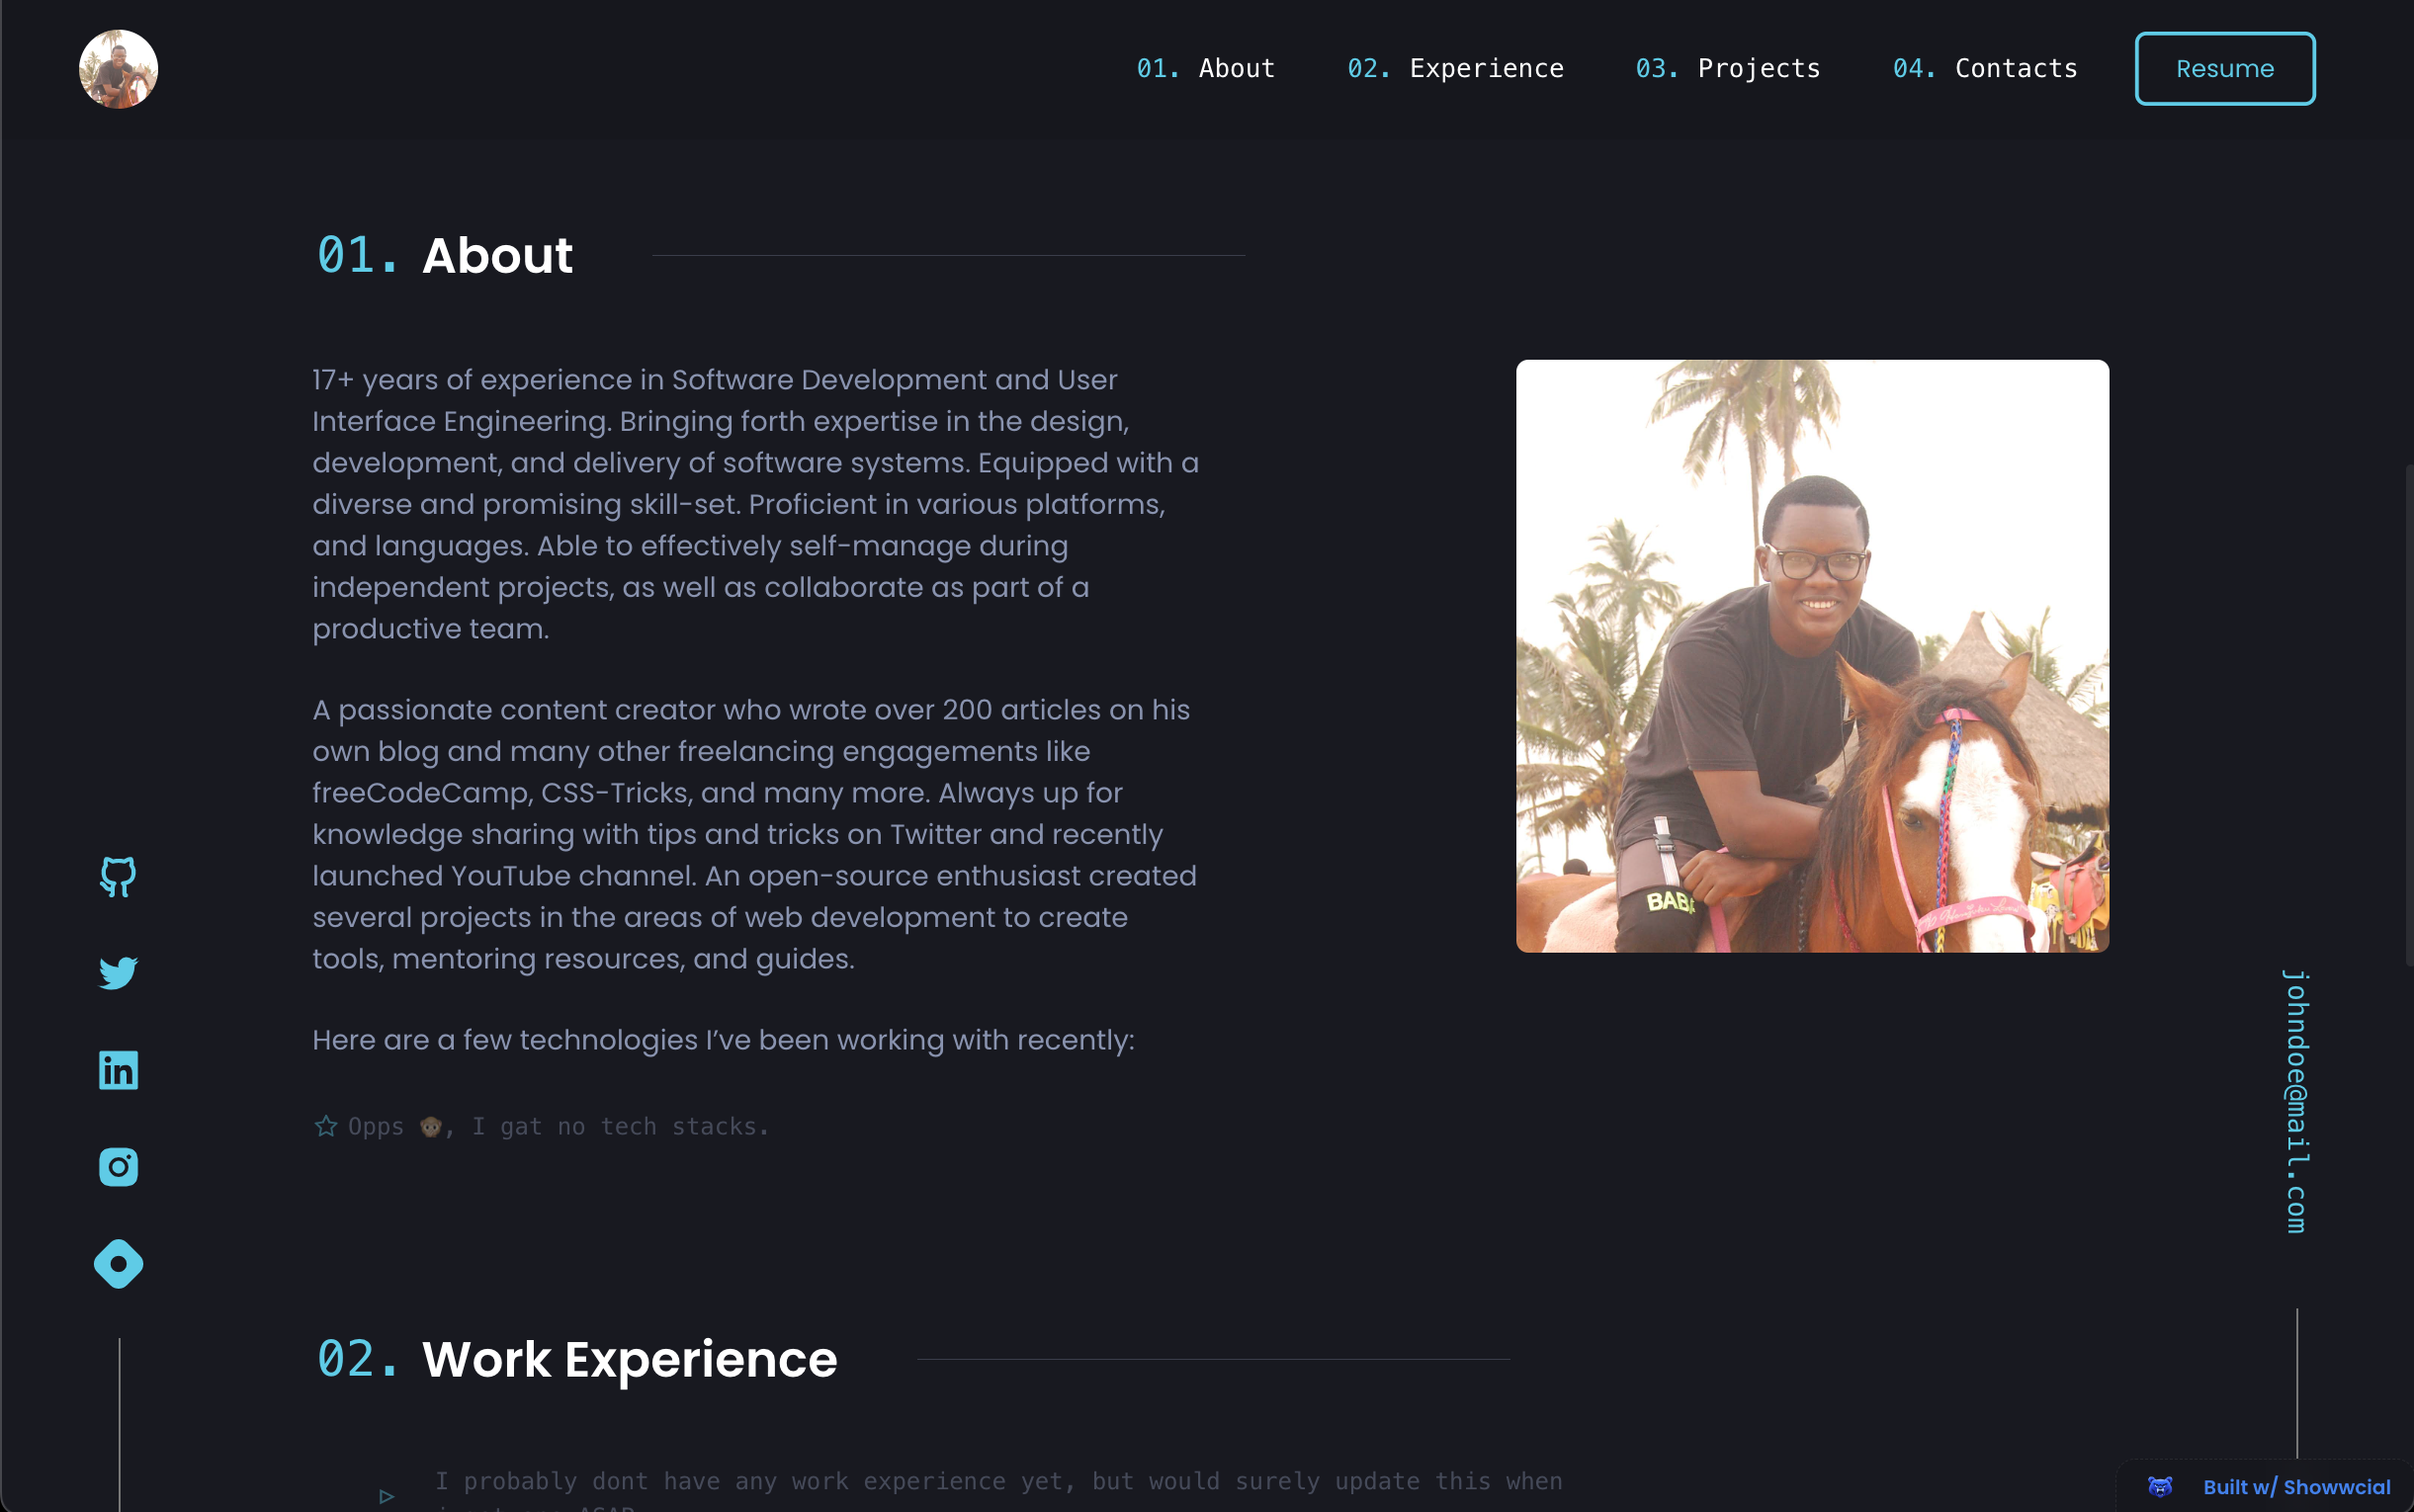 01. About
02. Experience
03. Projects
04. Contacts
Resume
01. About
17+ years of experience in Software Development and User
Interface Engineering. Bringing forth expertise in the design,
development, and delivery of software systems. Equipped with a
diverse and promising skill-set. Proficient in various platforms,
and languages. Able to effectively self-manage during
independent projects, as well as collaborate as part of a
productive team.
A passionate content creator who wrote over 200 articles on his
own blog and many other freelancing engagements like
freeCodeCamp, CSS-Tricks, and many more. Always up for
knowledge sharing with tips and tricks on Twitter and recently
launched YouTube channel. An open-source enthusiast created
several projects in the areas of web development to create
tools, mentoring resources, and guides.
Here are a few technologies I’ve been working with recently:
Opps 🐵, I gat no tech stacks.
in
BABA
johndoe@mail.com
02. Work Experience
I probably dont have any work experience yet, but would surely update this when
Built w/ Showwcial